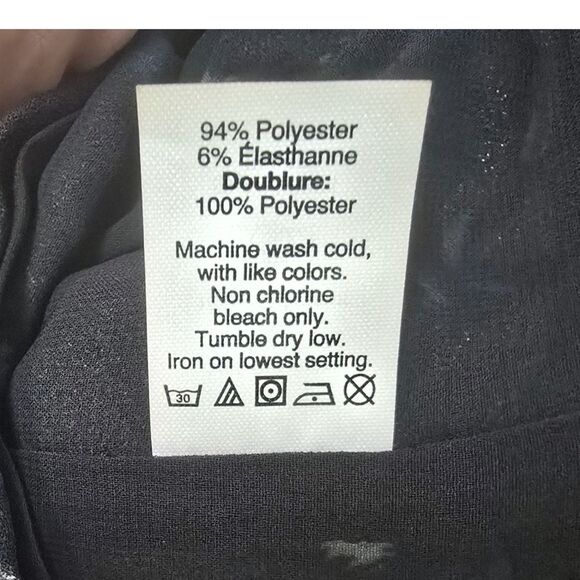 94% Polyester
6% Élasthanne
Doublure:
100% Polyester
Machine wash cold,
with like colors.
Non chlorine
bleach only.
Tumble dry low.
Iron on lowest setting.
30